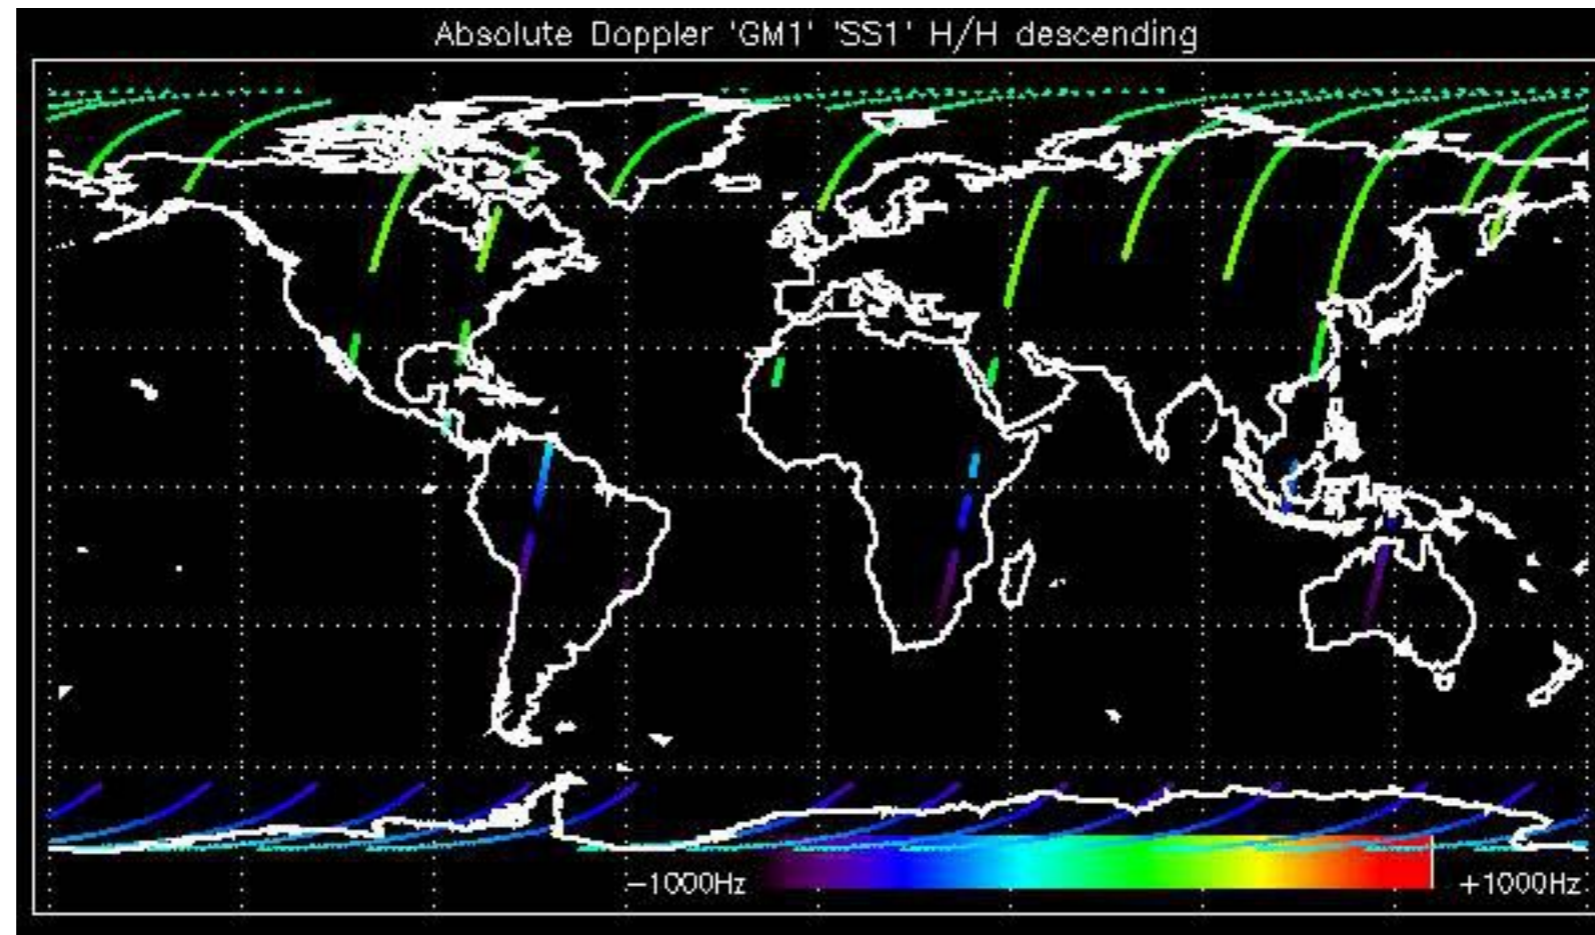 Absolute Doppler 'GM1' 'SS1' H/H descending
-1000Hz
+1000Hz